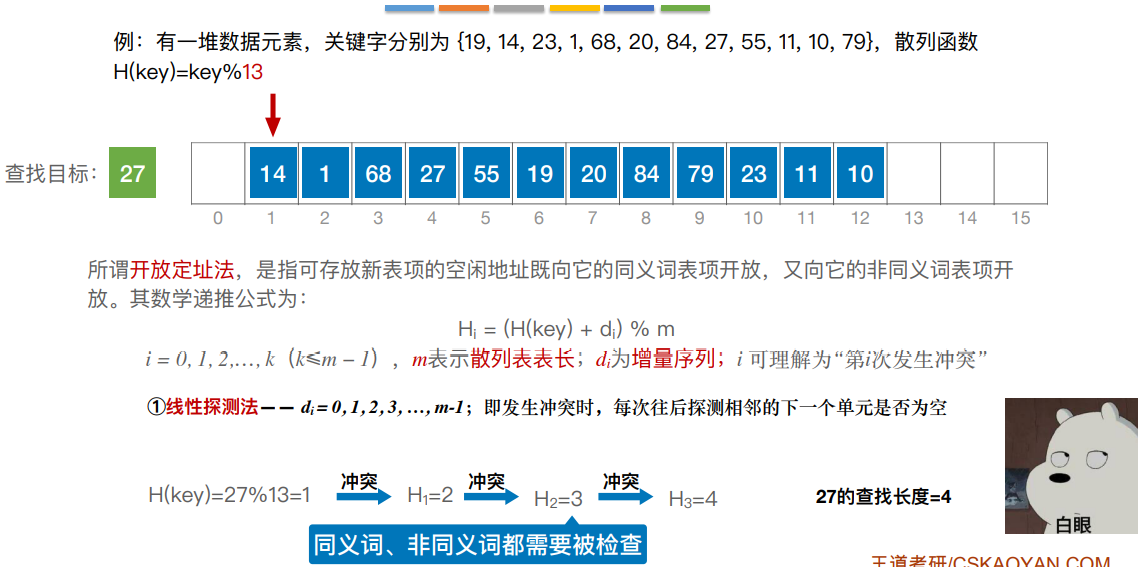 例：有一堆数据元素，关键字分别为 {19, 14, 23, 1, 68, 20, 84, 27, 55, 11, 10, 79}，散列函数
H(key)=key%13
查找目标： 27 14 1 68 27 55 19 20 84 79 23 11 10
0 1 2 3 4 5 6 7 8 9 10 11 12 13 14 15
所谓开放定址法，是指可存放新表项的空闲地址既向它的同义词表项开放，又向它的非同义词表项开
放。其数学递推公式为：
Hᵢ = (H(key) + dᵢ) % m
i = 0, 1, 2,…, k（k≤m − 1），m表示散列表表长；dᵢ为增量序列；i 可理解为“第i次发生冲突”
①线性探测法—— dᵢ = 0, 1, 2, 3, …, m-1；即发生冲突时，每次往后探测相邻的下一个单元是否为空
冲突 冲突 冲突
H(key)=27%13=1 H₁=2 H₂=3 H₃=4 27的查找长度=4
白眼
同义词、非同义词都需要被检查
王道考研/CSKAOYAN.COM